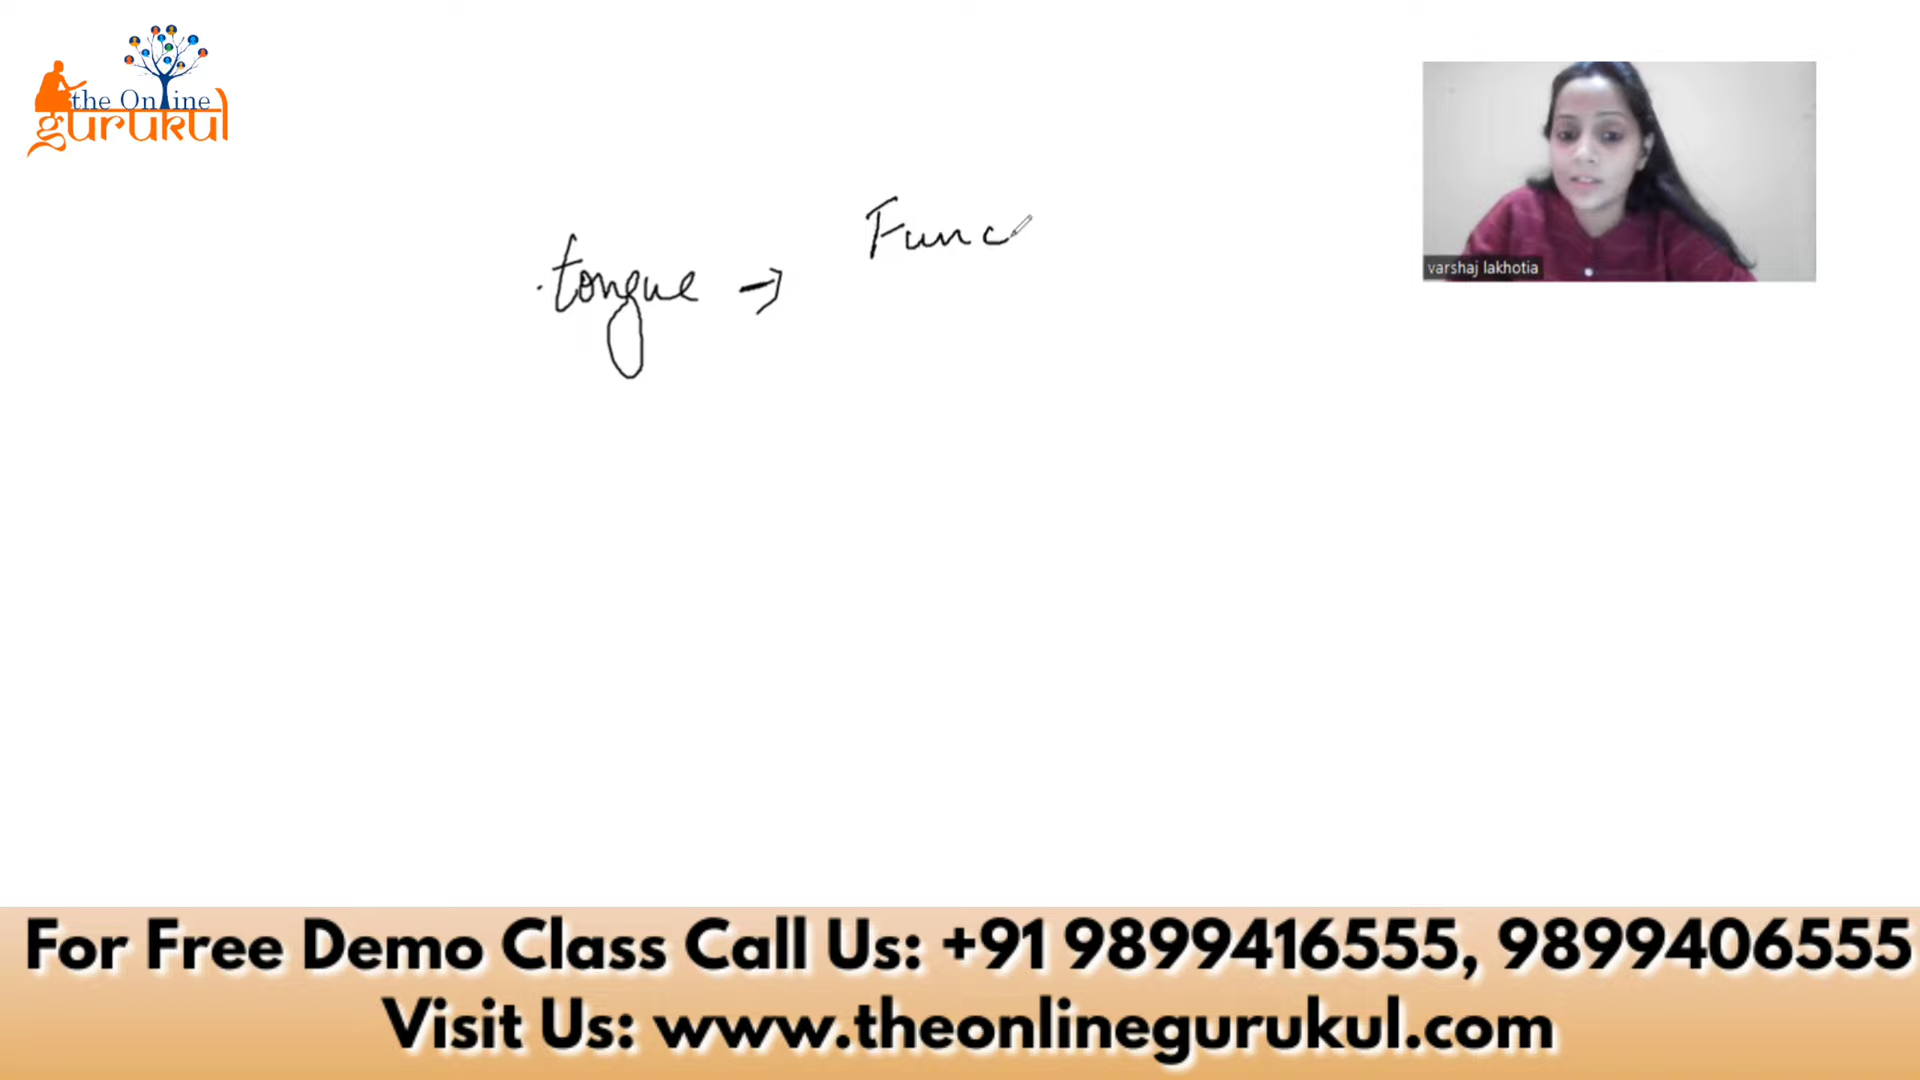 the Online
gurukul
varshaj lakhotia
Func
.tongue →
For Free Demo Class Call Us: +91 9899416555, 9899406555
Visit Us: www.theonlinegurukul.com